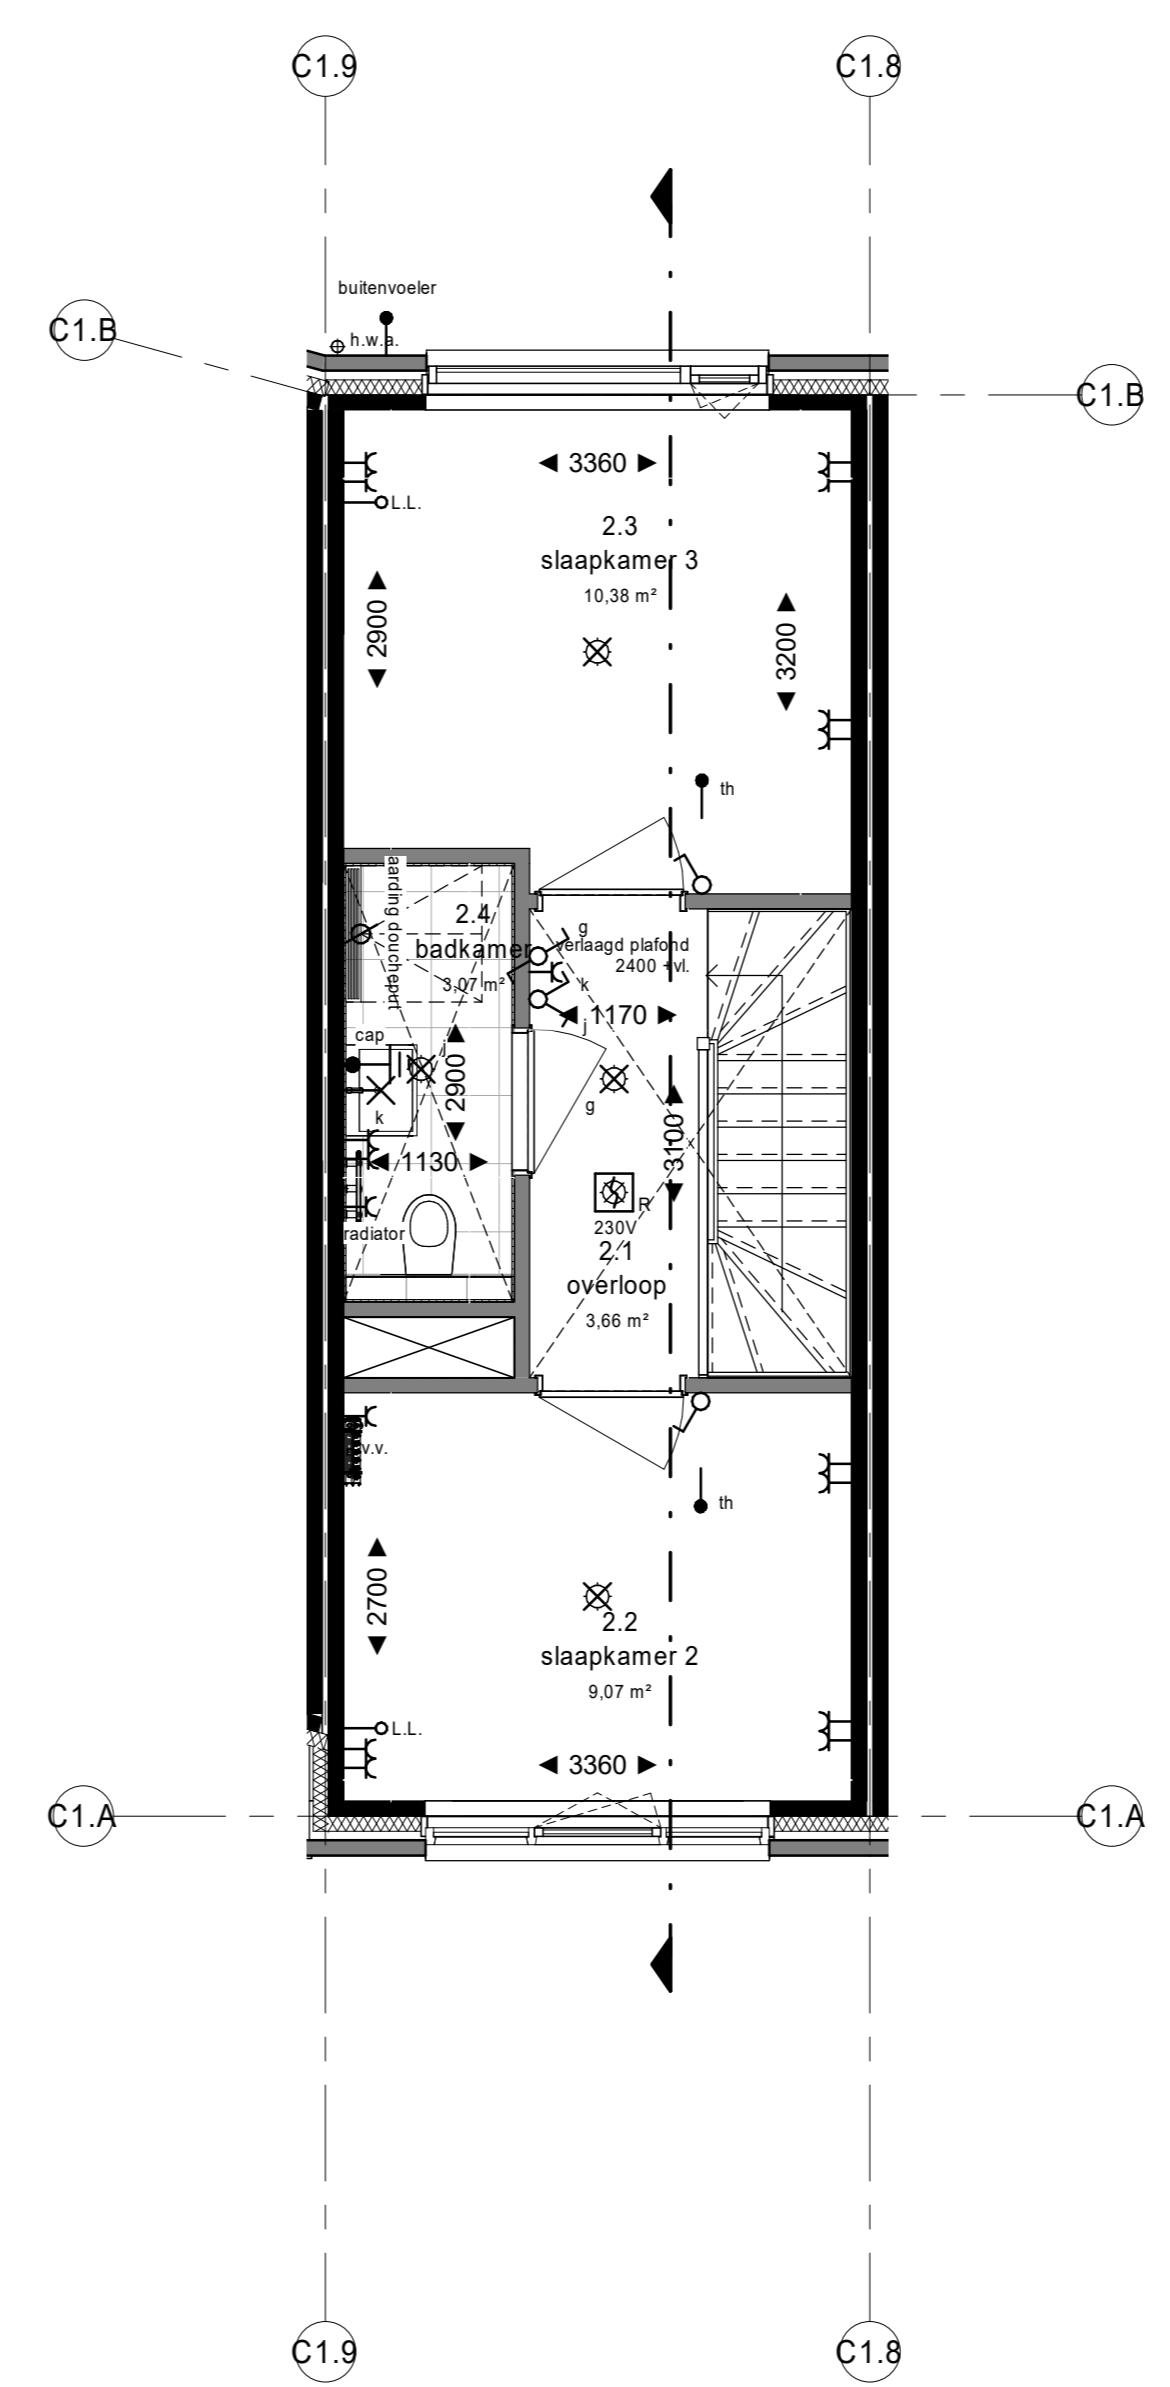 C1.9
C1.8
buitenvoeler
C1.B
h.w.a.
C1.B
3360
L.L.
2.3
slaapkamer 3
10,38 m²
2900
3200
th
aarding doucheput
2.4
badkamer
3,07 m²
g
verlaagd plafond
2400 +vl.
k
1170
j
cap
j
2900
g
k
3100
1130
R
radiator
230V
2.1
overloop
3,66 m²
v.v.
th
2700
2.2
slaapkamer 2
9,07 m²
L.L.
3360
C1.A
C1.A
C1.9
C1.8